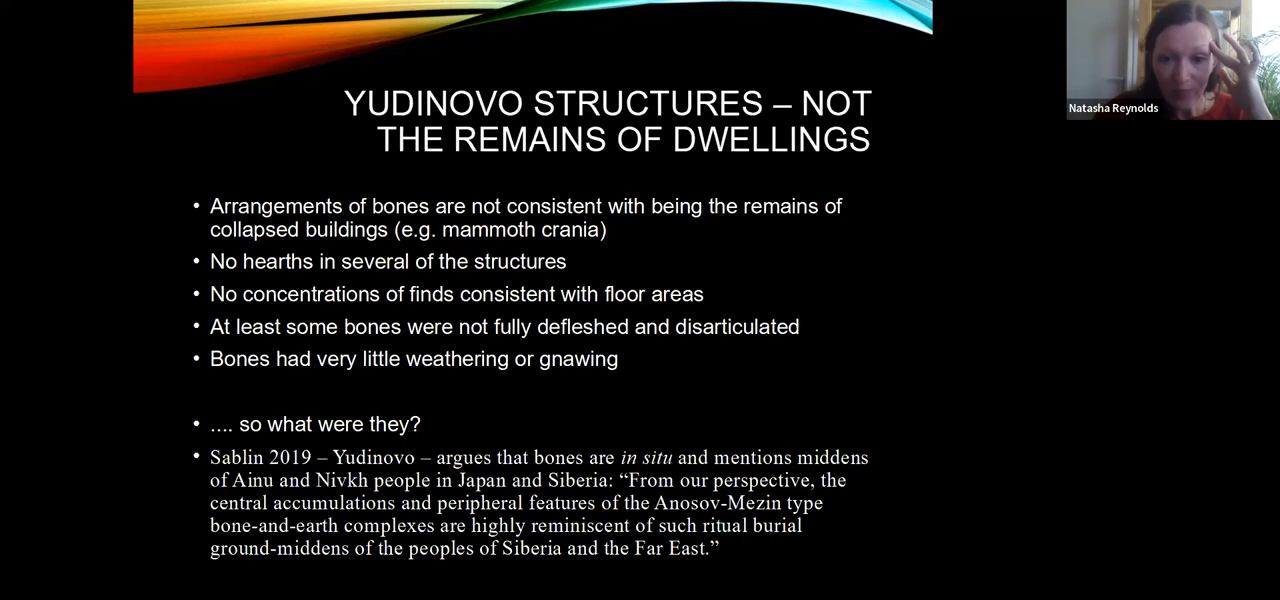 YUDINOVO STRUCTURES – NOT
THE REMAINS OF DWELLINGS
Natasha Reynolds
• Arrangements of bones are not consistent with being the remains of
collapsed buildings (e.g. mammoth crania)
• No hearths in several of the structures
• No concentrations of finds consistent with floor areas
• At least some bones were not fully defleshed and disarticulated
• Bones had very little weathering or gnawing
• .... so what were they?
• Sablin 2019 – Yudinovo – argues that bones are in situ and mentions middens
of Ainu and Nivkh people in Japan and Siberia: “From our perspective, the
central accumulations and peripheral features of the Anosov-Mezin type
bone-and-earth complexes are highly reminiscent of such ritual burial
ground-middens of the peoples of Siberia and the Far East.”